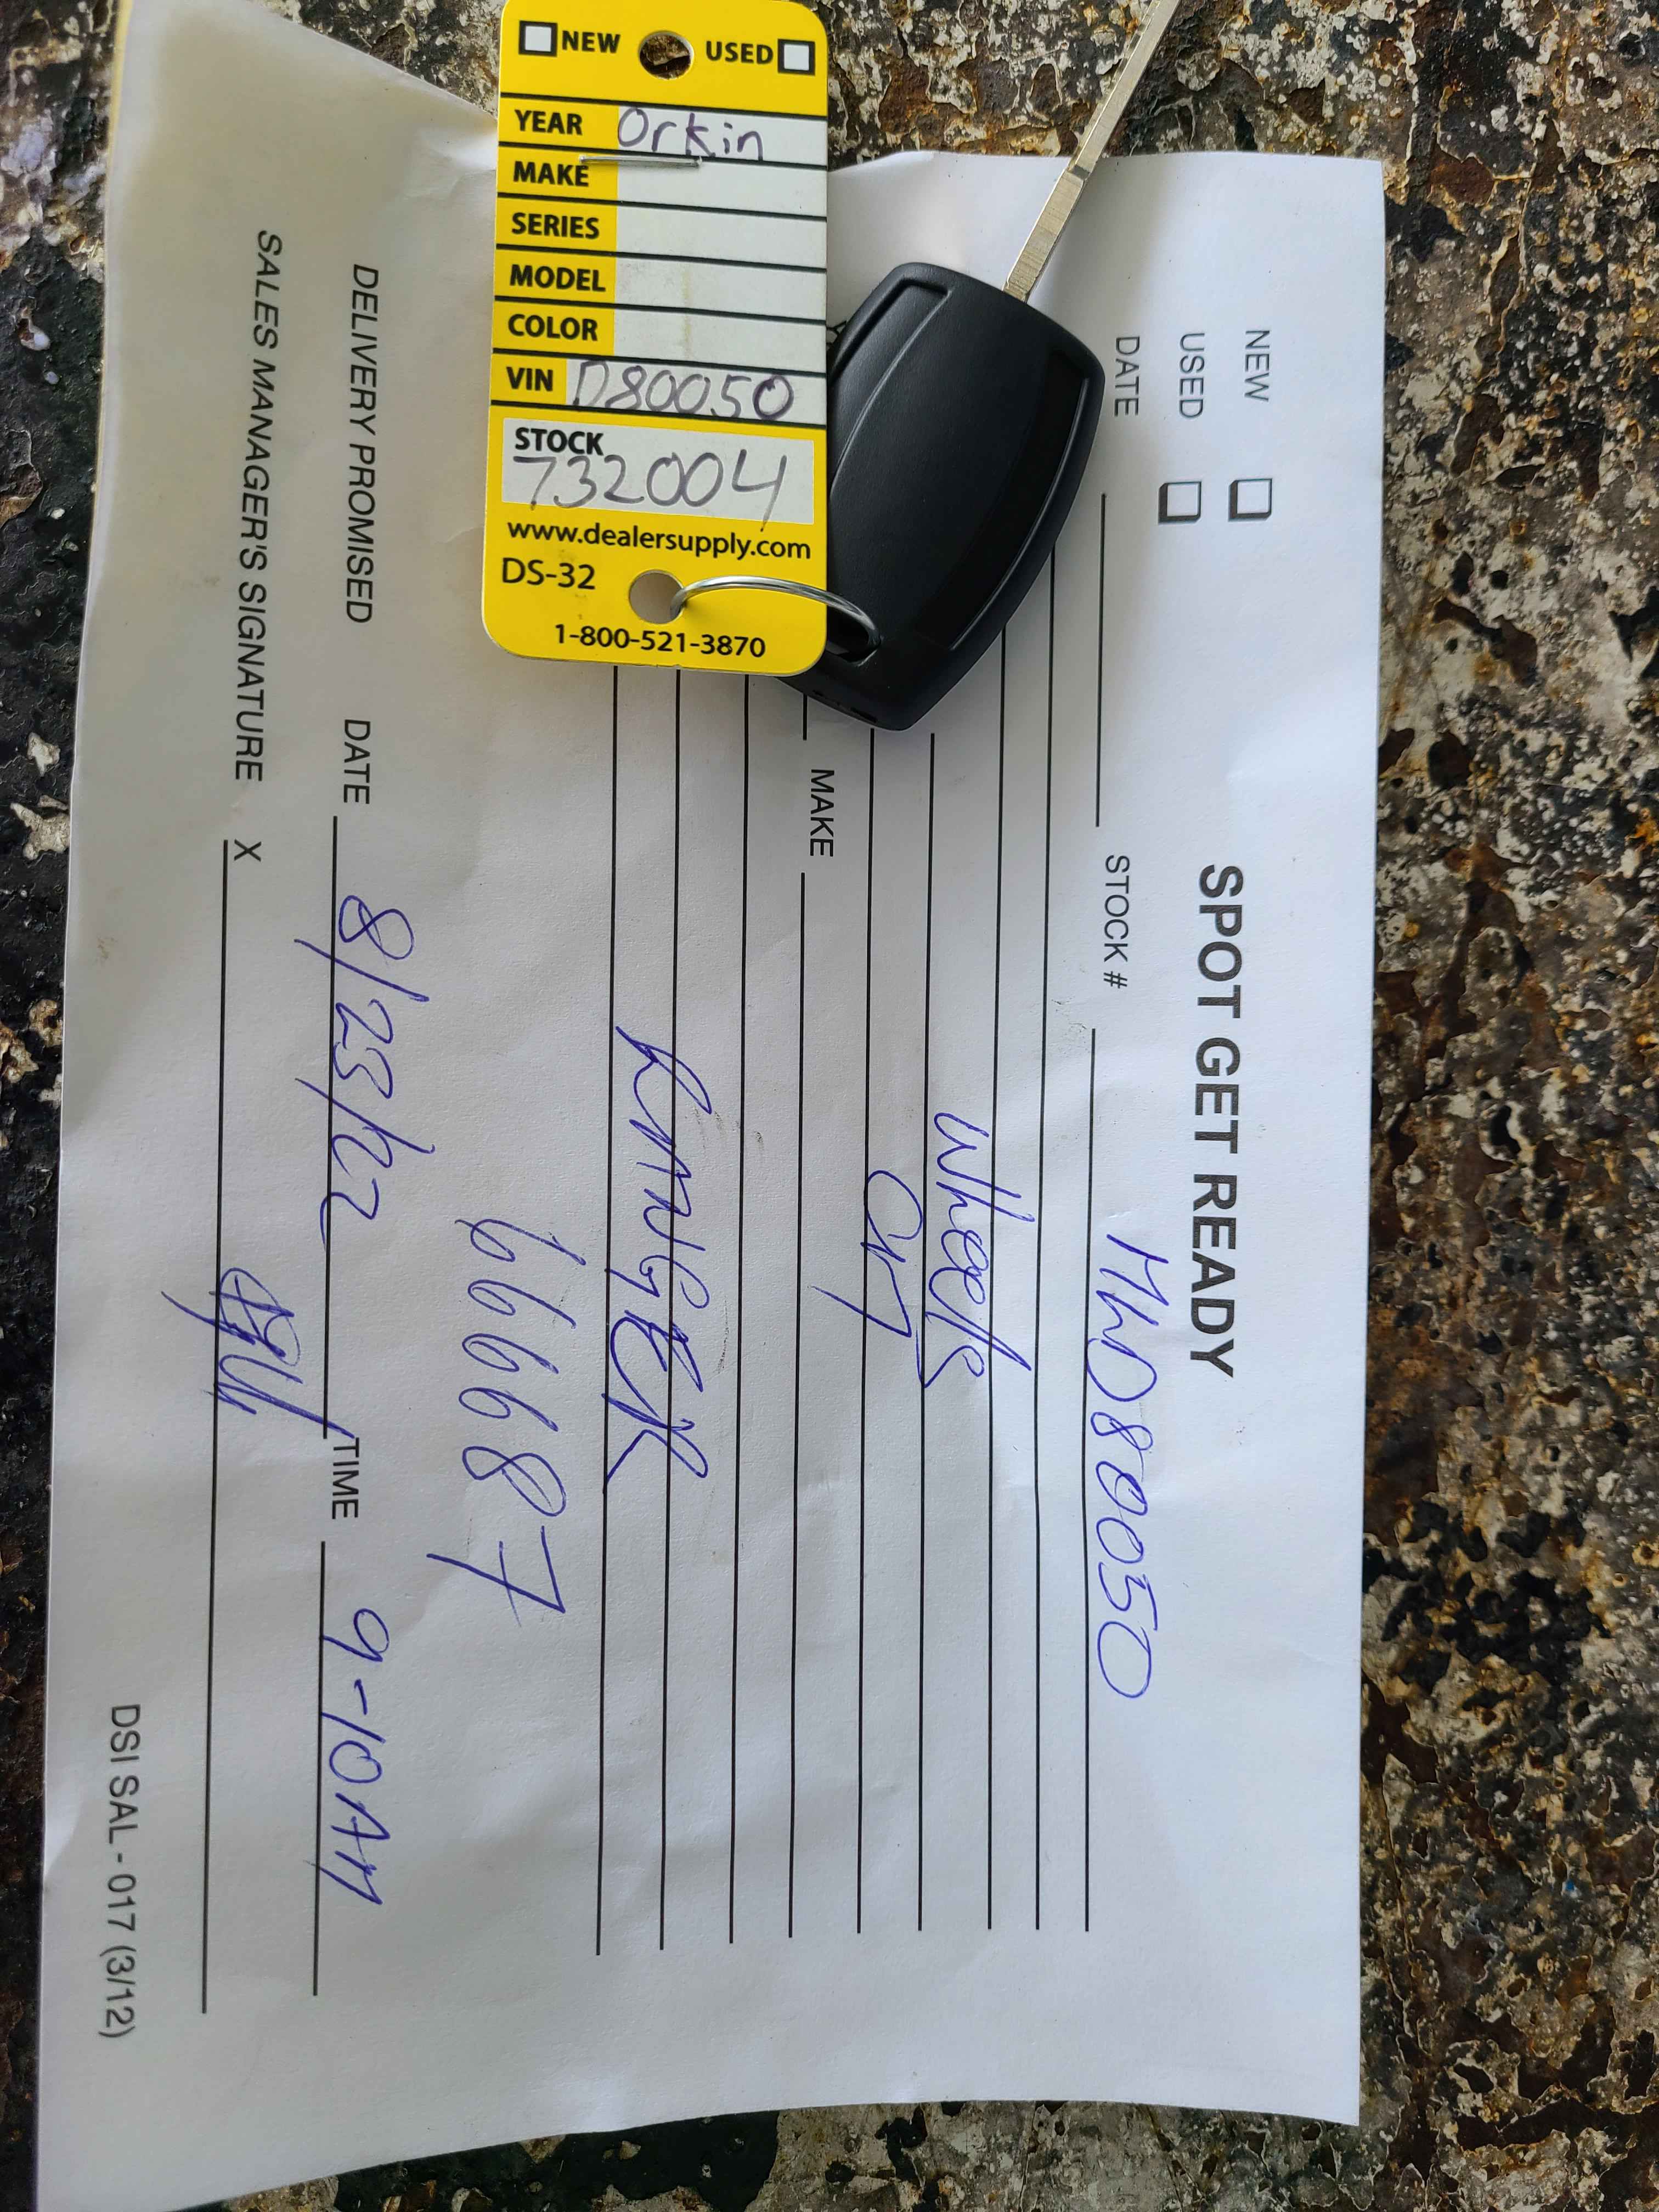 NEW USED
YEAR Orkin
MAKE
SERIES
MODEL
COLOR
VIN D80050
STOCK
732004
www.dealersupply.com
DS-32
1-800-521-3870
SPOT GET READY
NEW
USED
DATE STOCK # MWD80050
Wheels
MAKE
RANGER
66687
DELIVERY PROMISED DATE 8/25/22 TIME 9-10AM
SALES MANAGER'S SIGNATURE X
DSI SAL - 017 (3/12)